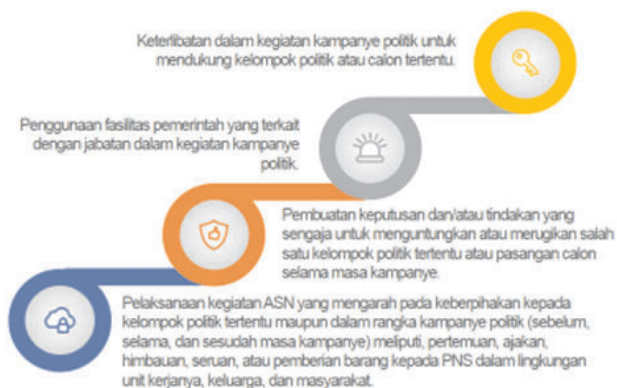 Keterlibatan dalam kegiatan kampanye politik untuk
mendukung kelompok politik atau calon tertentu.
Penggunaan fasilitas pemerintah yang terkait
dengan jabatan dalam kegiatan kampanye
politik.
Pembuatan keputusan dan/atau tindakan yang
sengaja untuk menguntungkan atau merugikan salah
satu kelompok politik tertentu atau pasangan calon
selama masa kampanye.
Pelaksanaan kegiatan ASN yang mengarah pada keberpihakan kepada
kelompok politik tertentu maupun dalam rangka kampanye politik (sebelum,
selama, dan sesudah masa kampanye) meliputi, pertemuan, ajakan,
himbauan, seruan, atau pemberian barang kepada PNS dalam lingkungan
unit kerjanya, keluarga, dan masyarakat.